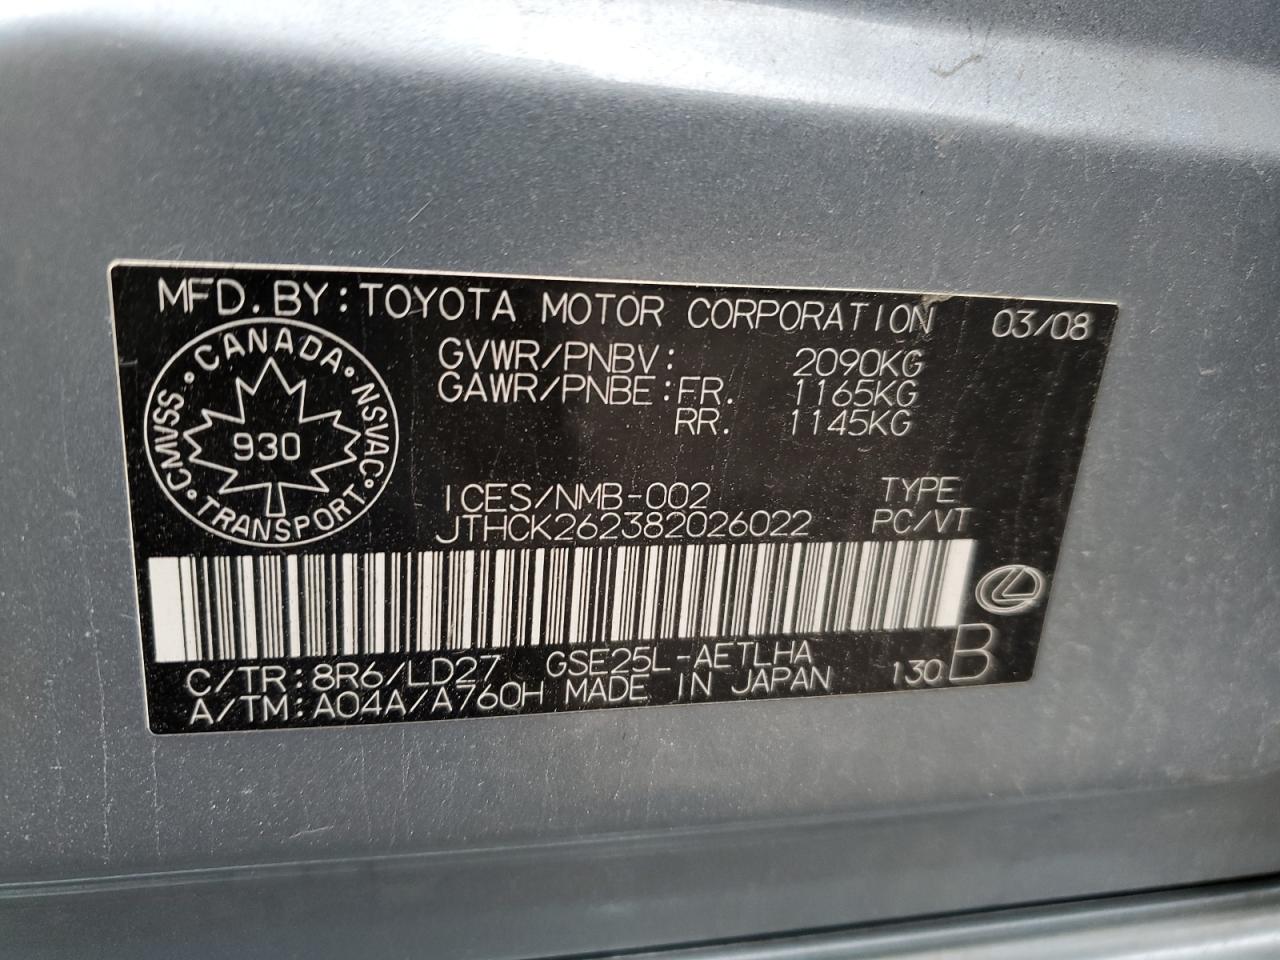 MFD. BY: TOYOTA MOTOR CORPORATION 03/08
GVWR/PNBV: 2090KG
GAWR/PNBE: FR. 1165KG
RR. 1145KG
CANADA • NSVAC • TRANSPORT • CMVSS •
930
ICES/NMB-002 TYPE
JTHCK262382026022 PC/VT
C/TR: 8R6/LD27 GSE25L-AETLHA
A/TM: A04A/A760H MADE IN JAPAN 130 B